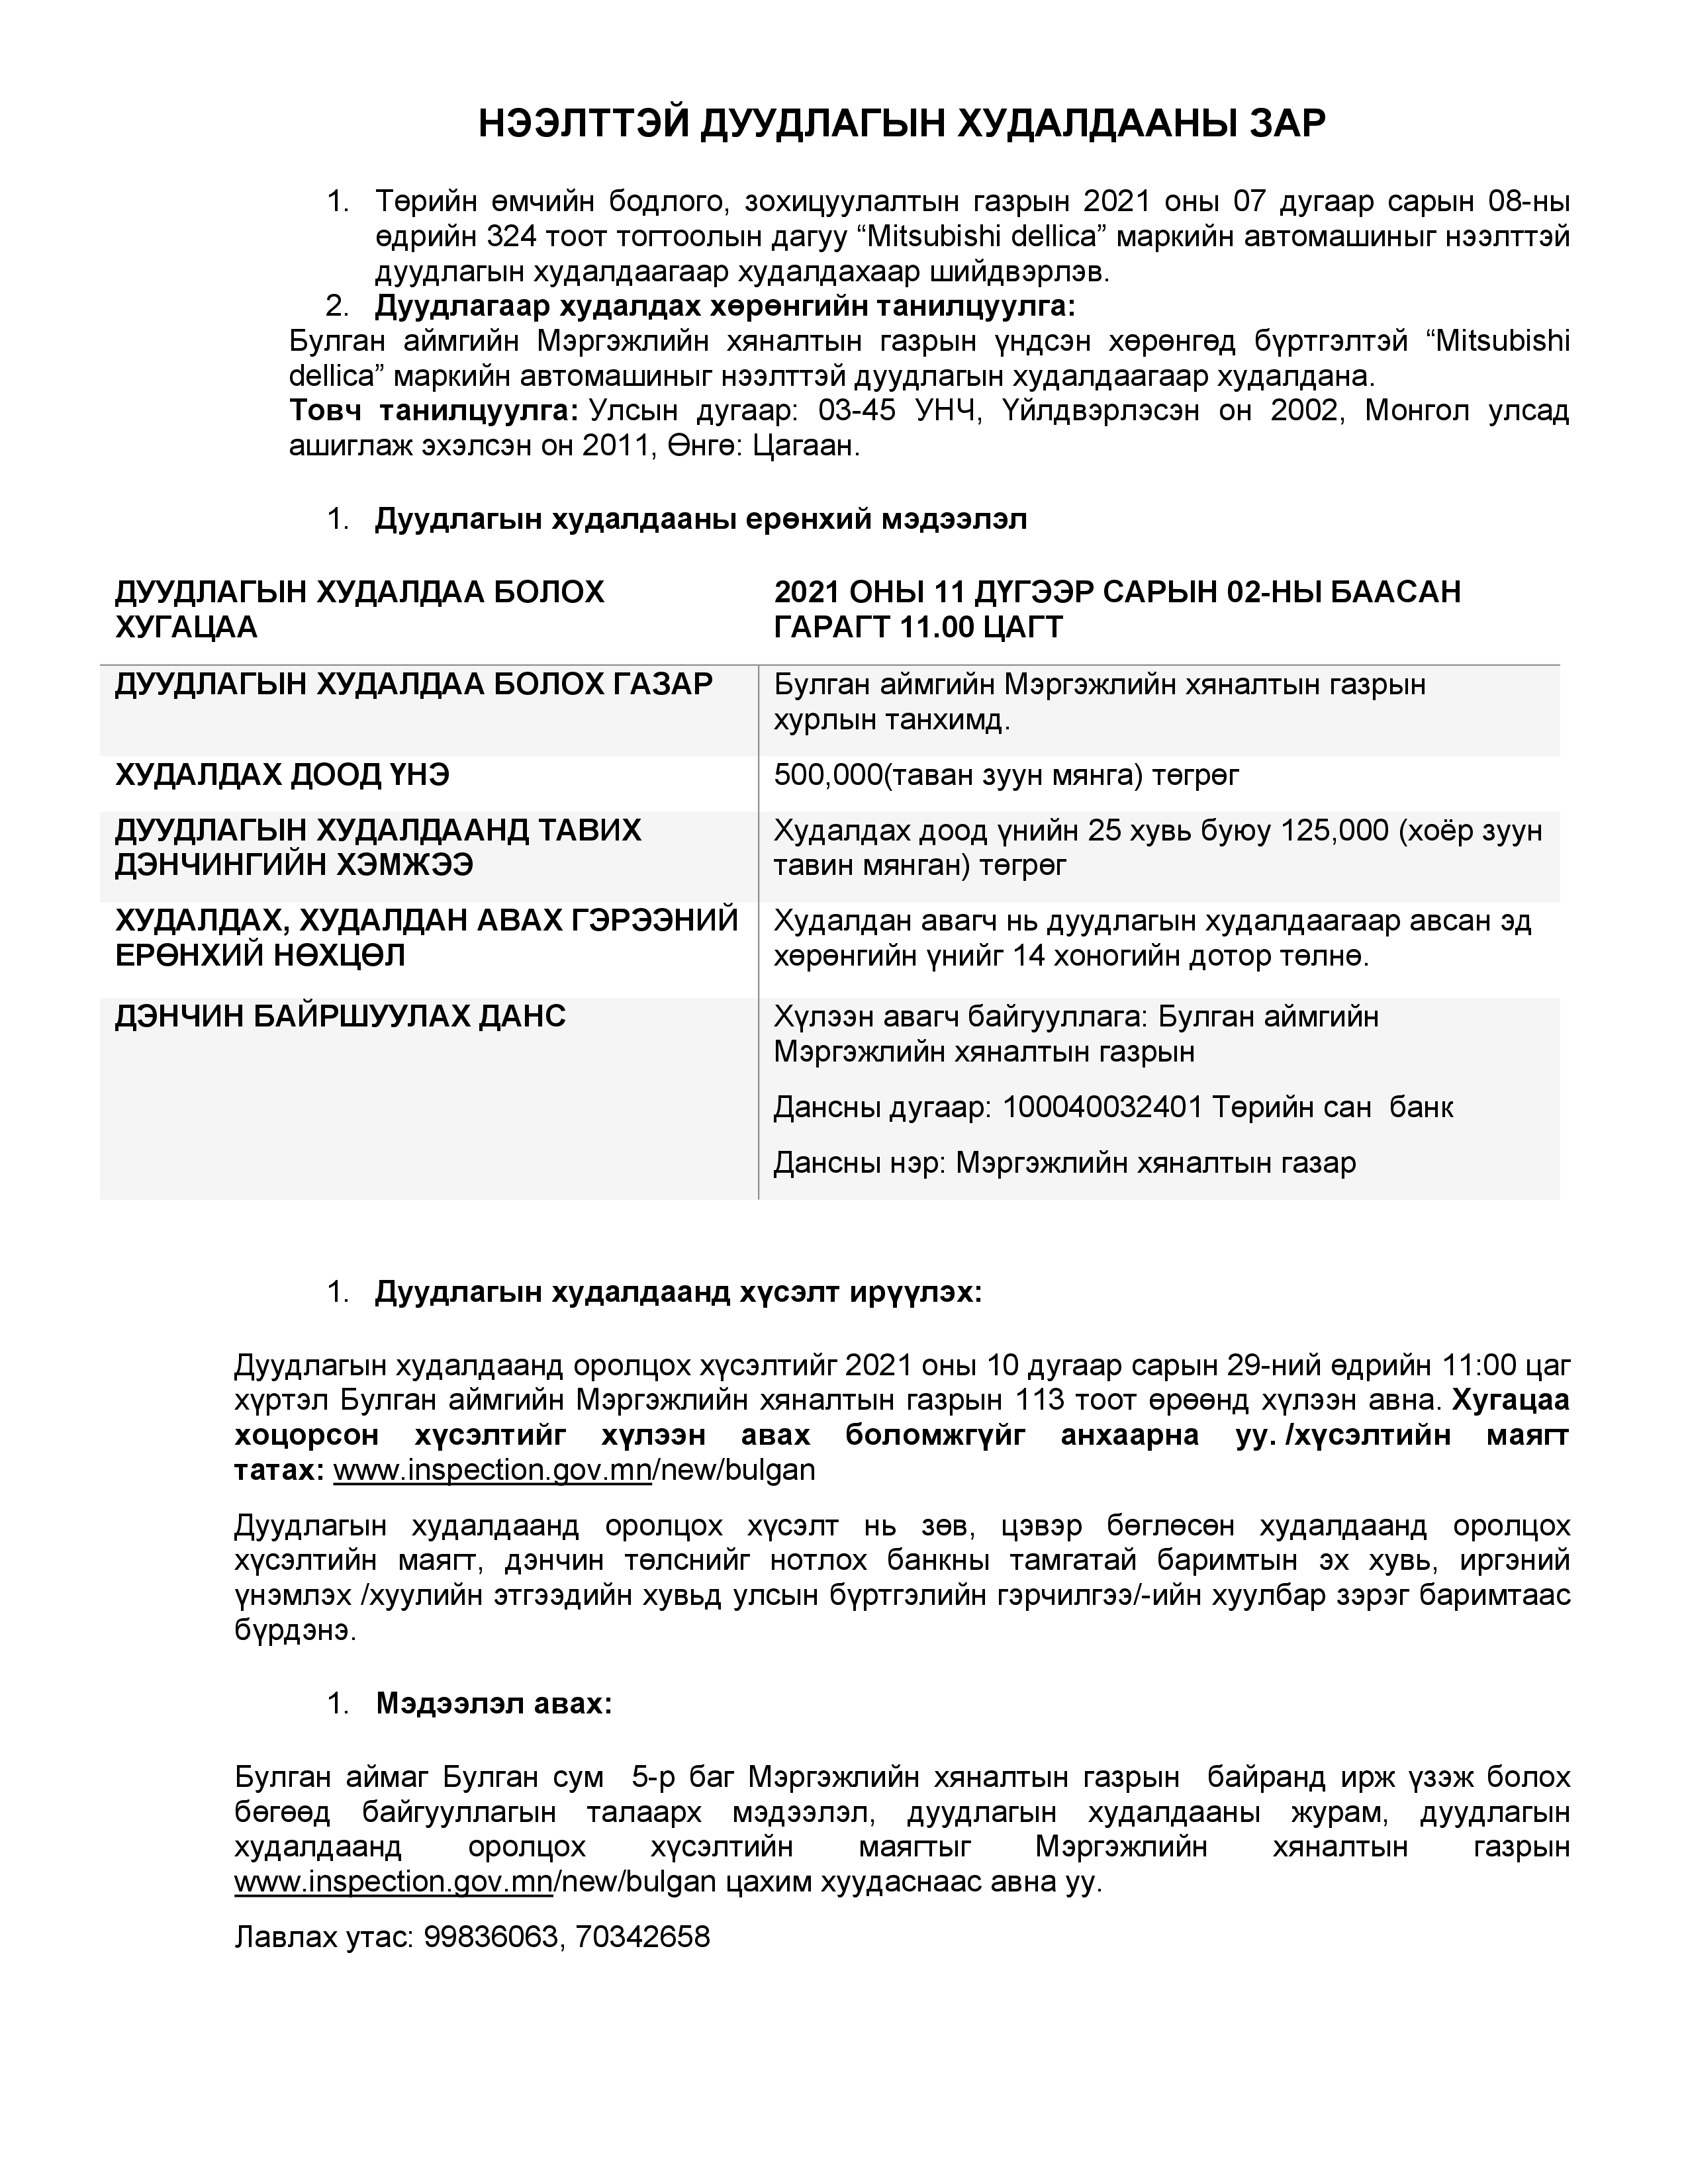 НЭЭЛТТЭЙ ДУУДЛАГЫН ХУДАЛДААНЫ ЗАР
1. Төрийн өмчийн бодлого, зохицуулалтын газрын 2021 оны 07 дугаар сарын 08-ны
өдрийн 324 тоот тогтоолын дагуу “Mitsubishi dellica” маркийн автомашиныг нээлттэй
дуудлагын худалдаагаар худалдахаар шийдвэрлэв.
2. Дуудлагаар худалдах хөрөнгийн танилцуулга:
Булган аймгийн Мэргэжлийн хяналтын газрын үндсэн хөрөнгөд бүртгэлтэй “Mitsubishi
dellica” маркийн автомашиныг нээлттэй дуудлагын худалдаагаар худалдана.
Товч танилцуулга: Улсын дугаар: 03-45 УНЧ, Үйлдвэрлэсэн он 2002, Монгол улсад
ашиглаж эхэлсэн он 2011, Өнгө: Цагаан.
1. Дуудлагын худалдааны ерөнхий мэдээлэл
ДУУДЛАГЫН ХУДАЛДАА БОЛОХ
ХУГАЦАА
2021 ОНЫ 11 ДҮГЭЭР САРЫН 02-НЫ БААСАН
ГАРАГТ 11.00 ЦАГТ
ДУУДЛАГЫН ХУДАЛДАА БОЛОХ ГАЗАР
Булган аймгийн Мэргэжлийн хяналтын газрын
хурлын танхимд.
ХУДАЛДАХ ДООД ҮНЭ
500,000(таван зуун мянга) төгрөг
ДУУДЛАГЫН ХУДАЛДААНД ТАВИХ
ДЭНЧИНГИЙН ХЭМЖЭЭ
Худалдах доод үнийн 25 хувь буюу 125,000 (хоёр зуун
тавин мянган) төгрөг
ХУДАЛДАХ, ХУДАЛДАН АВАХ ГЭРЭЭНИЙ
ЕРӨНХИЙ НӨХЦӨЛ
Худалдан авагч нь дуудлагын худалдаагаар авсан эд
хөрөнгийн үнийг 14 хоногийн дотор төлнө.
ДЭНЧИН БАЙРШУУЛАХ ДАНС
Хүлээн авагч байгууллага: Булган аймгийн
Мэргэжлийн хяналтын газрын
Дансны дугаар: 100040032401 Төрийн сан банк
Дансны нэр: Мэргэжлийн хяналтын газар
1. Дуудлагын худалдаанд хүсэлт ирүүлэх:
Дуудлагын худалдаанд оролцох хүсэлтийг 2021 оны 10 дугаар сарын 29-ний өдрийн 11:00 цаг
хүртэл Булган аймгийн Мэргэжлийн хяналтын газрын 113 тоот өрөөнд хүлээн авна. Хугацаа
хоцорсон хүсэлтийг хүлээн авах боломжгүйг анхаарна уу. /хүсэлтийн маягт
татах: www.inspection.gov.mn/new/bulgan
Дуудлагын худалдаанд оролцох хүсэлт нь зөв, цэвэр бөглөсөн худалдаанд оролцох
хүсэлтийн маягт, дэнчин төлснийг нотлох банкны тамгатай баримтын эх хувь, иргэний
үнэмлэх /хуулийн этгээдийн хувьд улсын бүртгэлийн гэрчилгээ/-ийн хуулбар зэрэг баримтаас
бүрдэнэ.
1. Мэдээлэл авах:
Булган аймаг Булган сум 5-р баг Мэргэжлийн хяналтын газрын байранд ирж үзэж болох
бөгөөд байгууллагын талаарх мэдээлэл, дуудлагын худалдааны журам, дуудлагын
худалдаанд оролцох хүсэлтийн маягтыг Мэргэжлийн хяналтын газрын
www.inspection.gov.mn/new/bulgan цахим хуудаснаас авна уу.
Лавлах утас: 99836063, 70342658